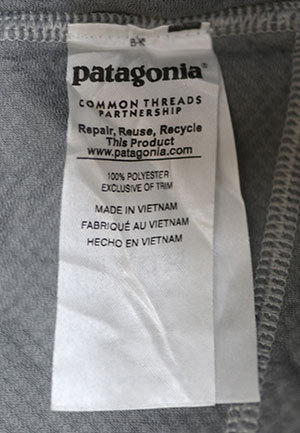 patagonia®
COMMON THREADS
PARTNERSHIP
Repair, Reuse, Recycle
This Product
www.patagonia.com
100% POLYESTER
EXCLUSIVE OF TRIM
MADE IN VIETNAM
FABRIQUÉ AU VIETNAM
HECHO EN VIETNAM